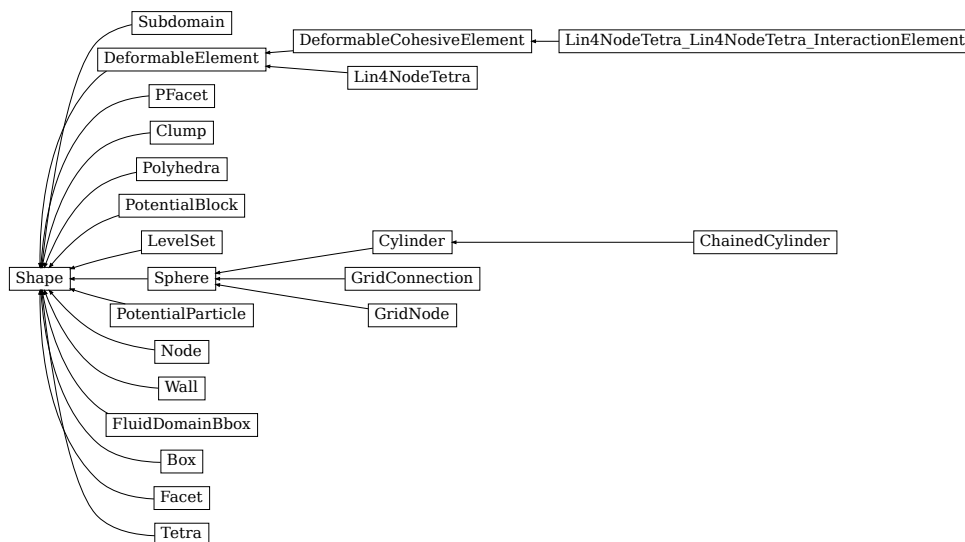 Subdomain
DeformableCohesiveElement
Lin4NodeTetra_Lin4NodeTetra_InteractionElement
DeformableElement
Lin4NodeTetra
PFacet
Clump
Polyhedra
PotentialBlock
LevelSet
Cylinder
ChainedCylinder
Shape
Sphere
GridConnection
PotentialParticle
GridNode
Node
Wall
FluidDomainBbox
Box
Facet
Tetra